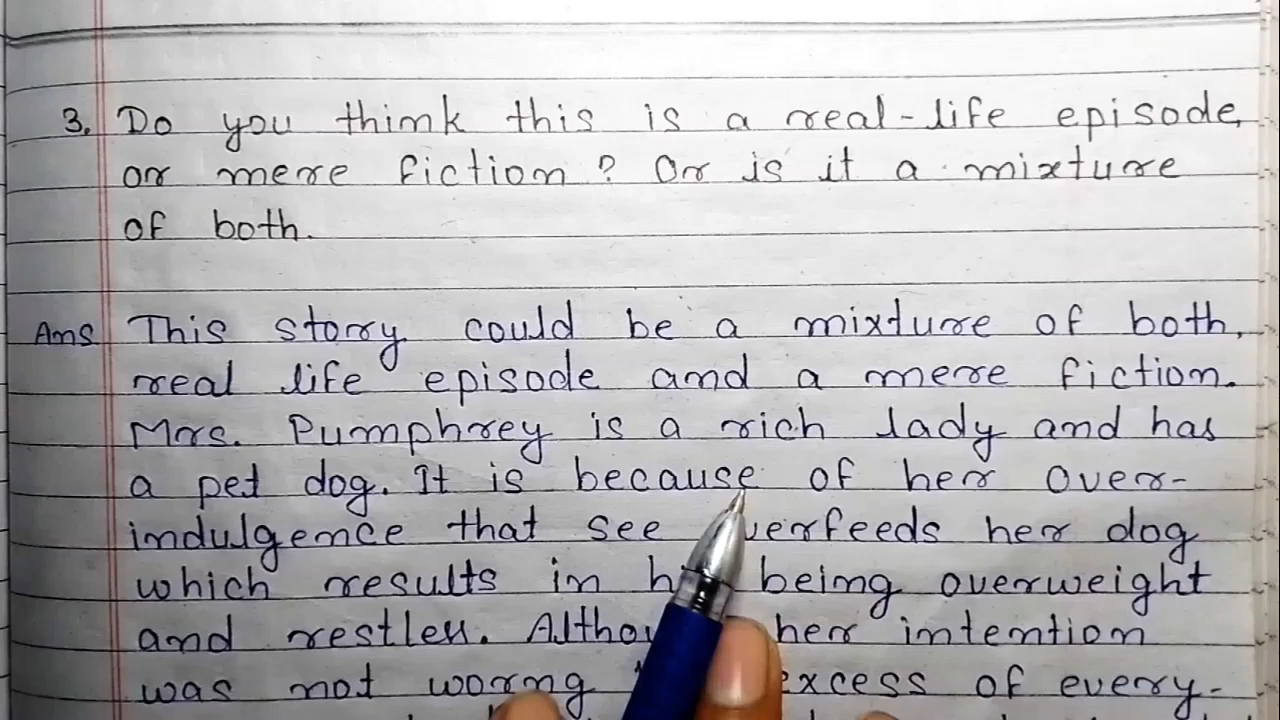 3. Do you think this is a real-life episode,
or mere fiction? Or is it a mixture
of both.
Ans This story could be a mixture of both,
real life episode and a mere fiction.
Mrs. Pumphrey is a rich lady and has
a pet dog. It is because of her over-
indulgence that see verfeeds her dog
which results in h being overweight
and restless. Althou her intention
was not worng excess of every-